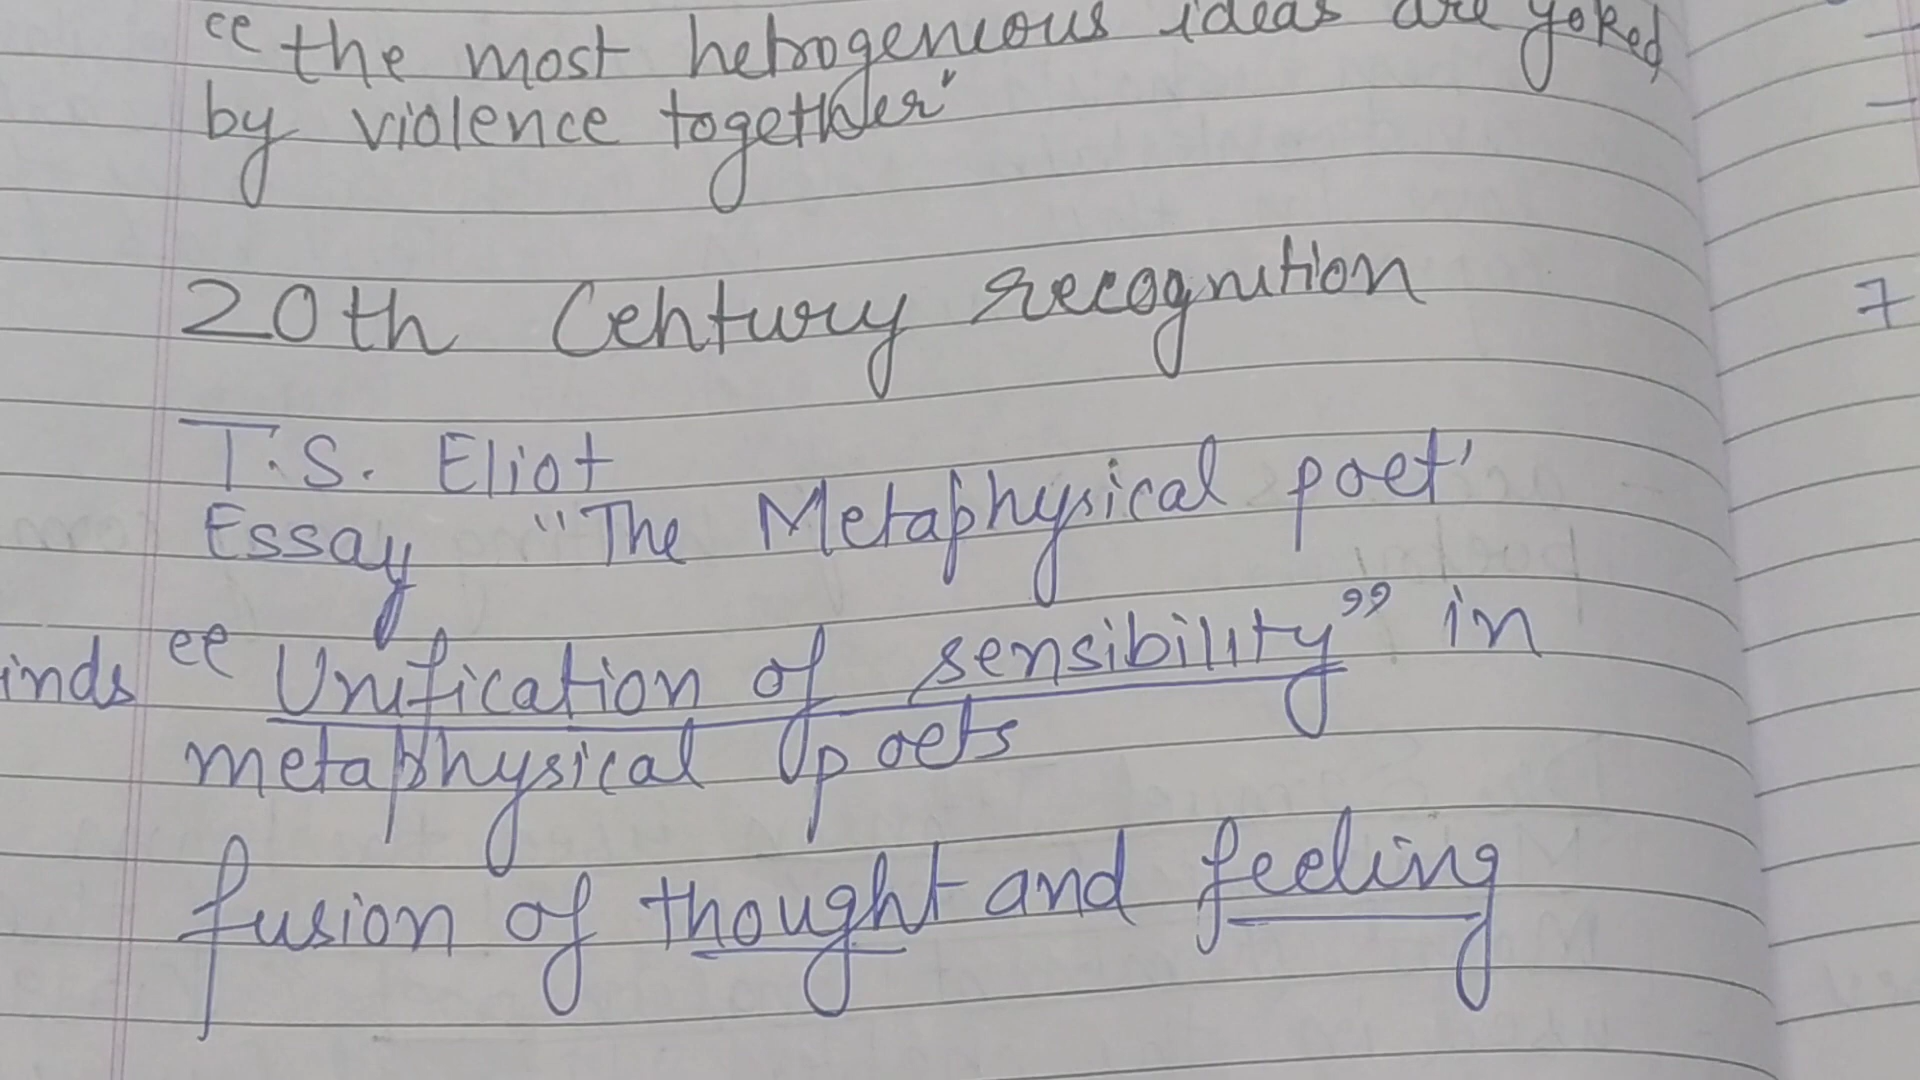 “the most hetrogeneous ideas are yoked
by violence together”
20th Century recognition
T.S. Eliot
Essay "The Metaphysical poet'
inds “Unification of sensibility” in
metaphysical poets
fusion of thought and feeling
7